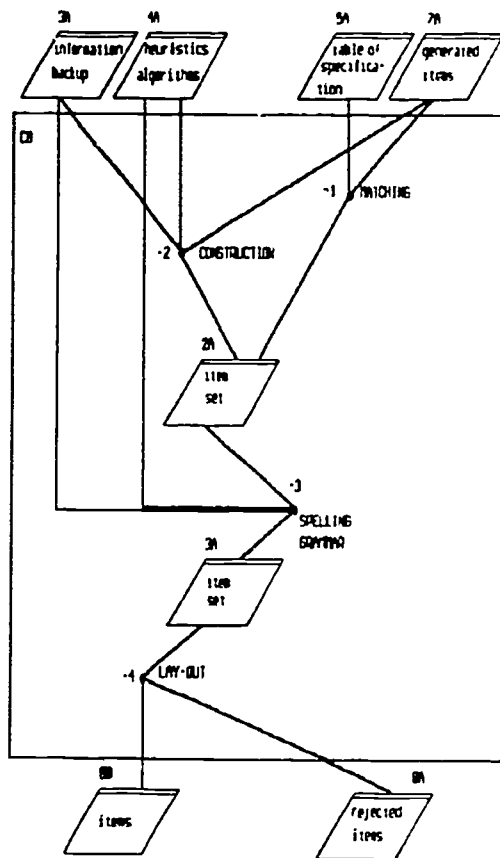 3A
4A
5A
7A
information
backup
heuristics
algorithms
table of
specifica-
tion
generated
items
CB
-1 MATCHING
-2 CONSTRUCTION
2A
item
set
-3
SPELLING
GRAMMAR
3A
item
set
-4 LAY-OUT
8B
8A
items
rejected
items